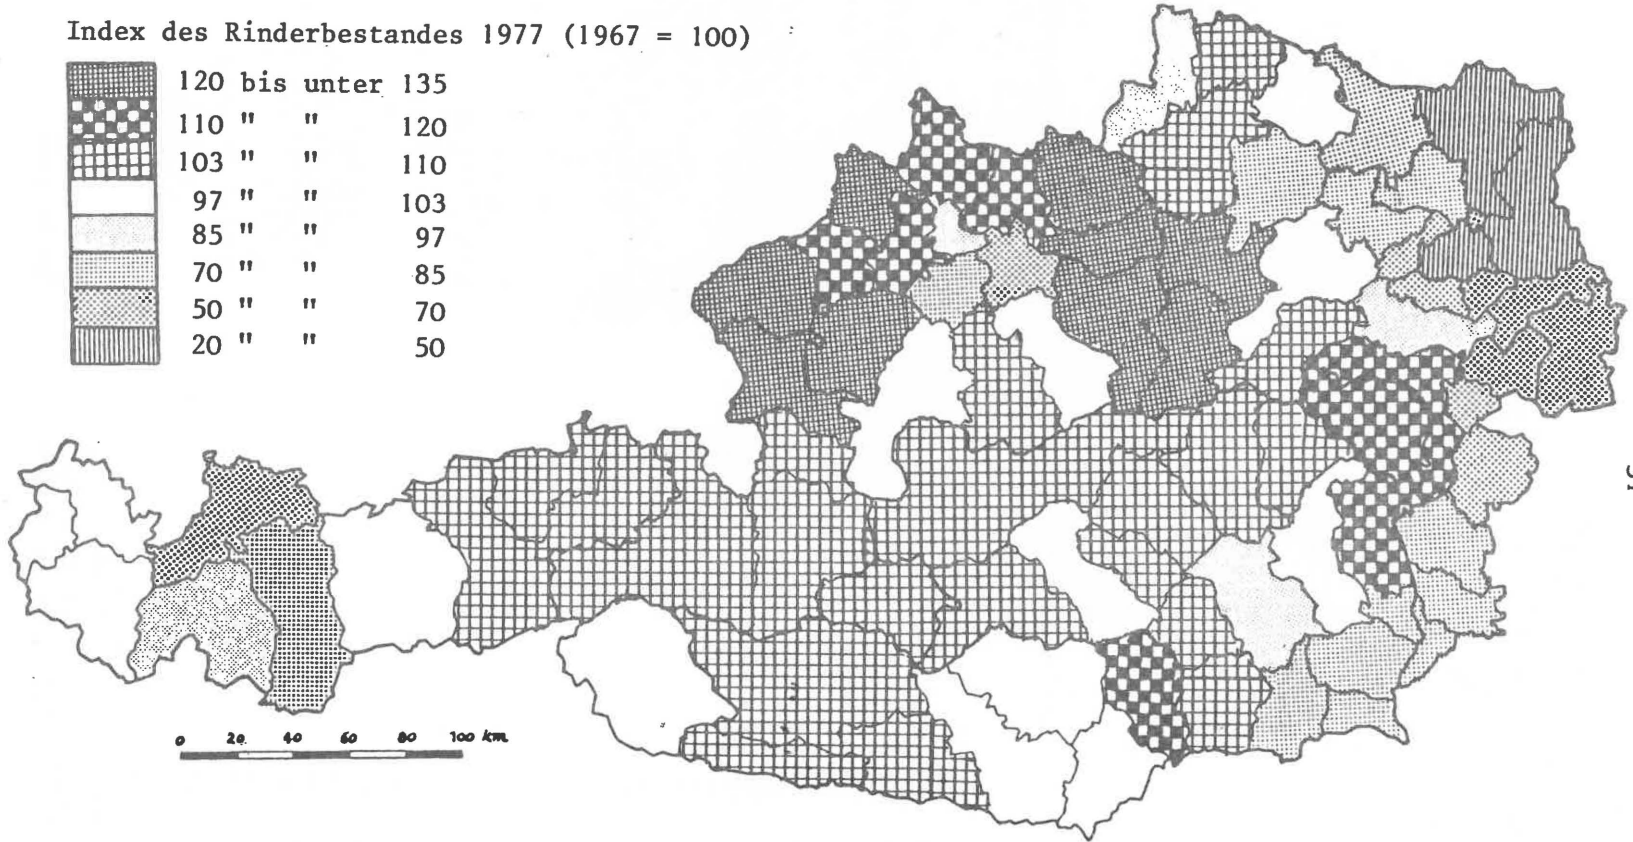 Index des Rinderbestandes 1977 (1967 = 100)
120 bis unter 135
110 " " 120
103 " " 110
97 " " 103
85 " " 97
70 " " 85
50 " " 70
20 " " 50
0 20 40 60 80 100 km